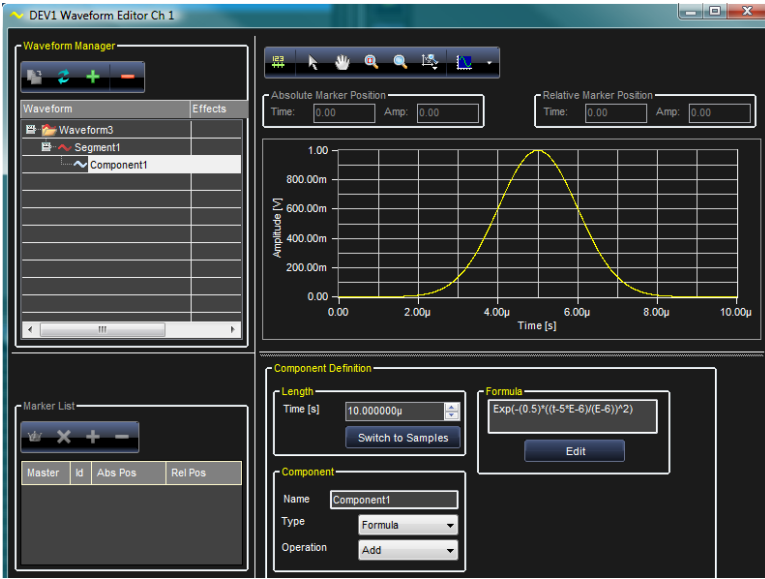 DEV1 Waveform Editor Ch 1
Waveform Manager
Waveform Effects
Waveform3
Segment1
Component1
Marker List
Master Id Abs Pos Rel Pos
123
Absolute Marker Position
Time: 0.00 Amp: 0.00
Relative Marker Position
Time: 0.00 Amp: 0.00
Amplitude [V]
1.00
800.00m
600.00m
400.00m
200.00m
0.00
0.00 2.00µ 4.00µ 6.00µ 8.00µ 10.00µ
Time [s]
Component Definition
Length
Time [s] 10.000000µ
Switch to Samples
Formula
Exp(-(0.5)*((t-5*E-6)/(E-6))^2)
Edit
Component
Name Component1
Type Formula
Operation Add